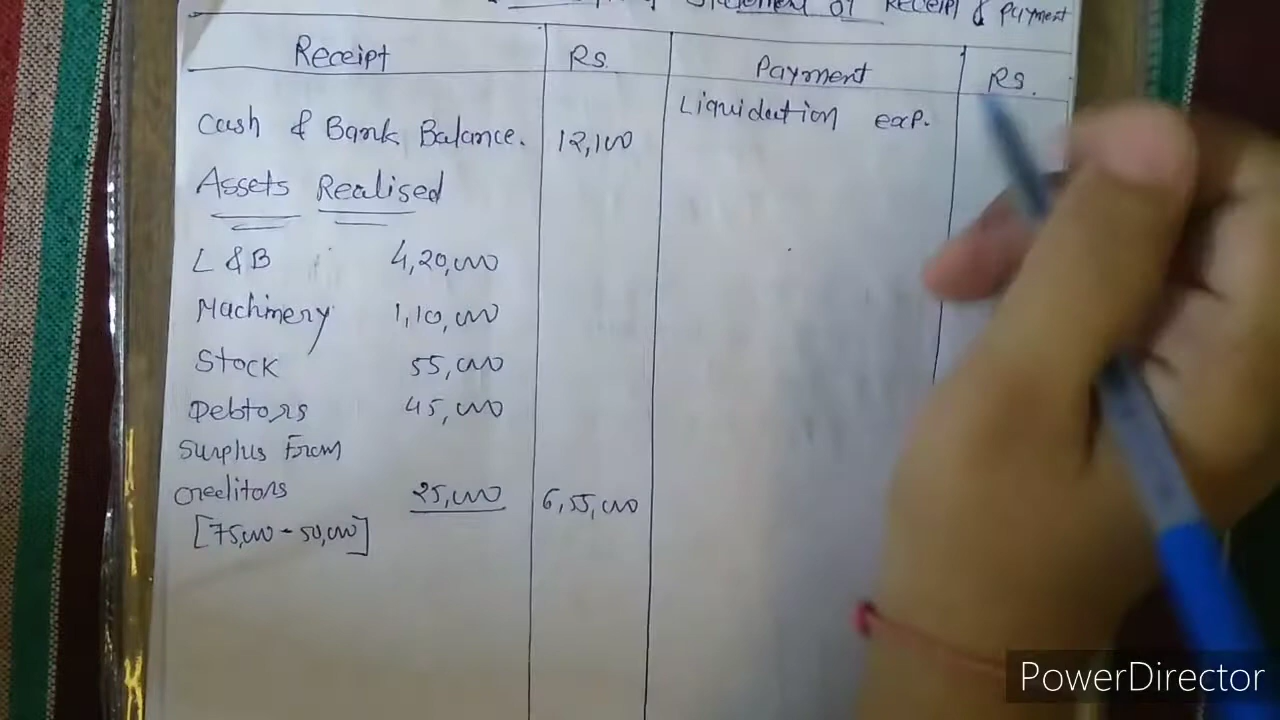 Statement of Receipt & Payment
Receipt Rs. Payment Rs.
Liquidation exp.
Cash & Bank Balance. 12,100
Assets Realised
L & B 4,20,000
Machinery 1,10,000
Stock 55,000
Debtors 45,000
Surplus From
Creditors 25,000 6,55,000
[75,000 - 50,000]
PowerDirector